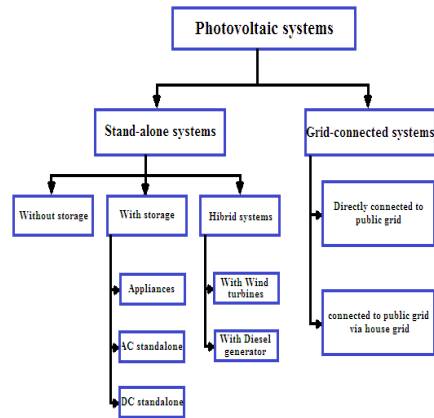 Photovoltaic systems
Stand-alone systems
Grid-connected systems
Without storage
With storage
Hibrid systems
Directly connected to
public grid
Appliances
With Wind
turbines
AC standalone
With Diesel
generator
connected to public grid
via house grid
DC standalone